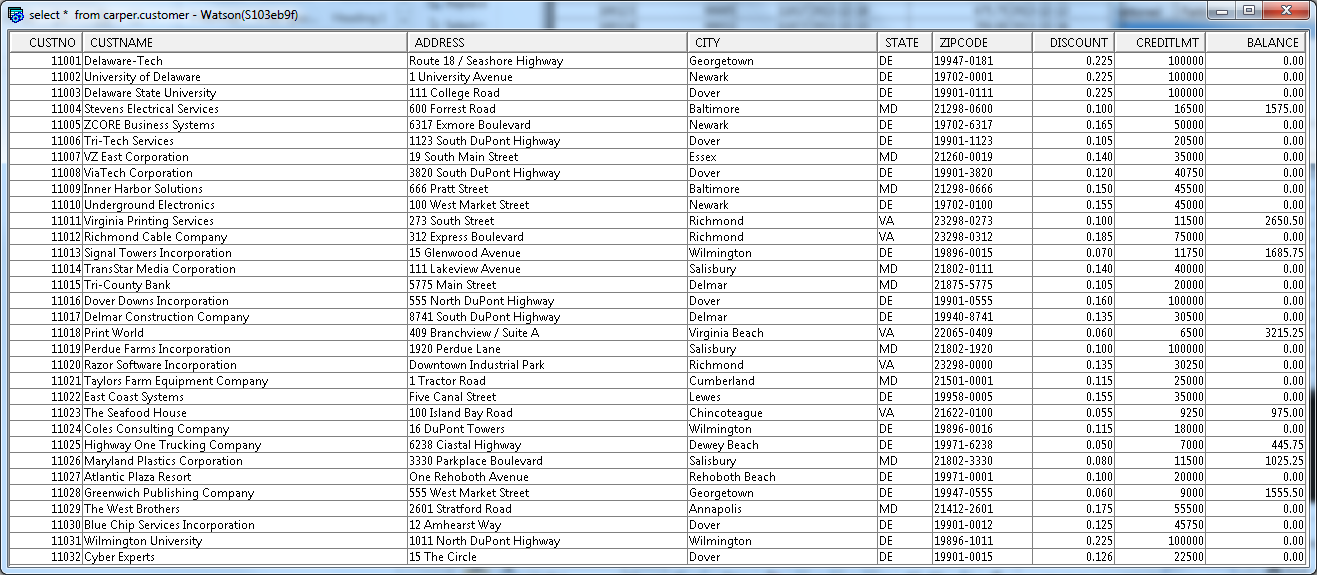 select *  from carper.customer - Watson(S103eb9f)
CUSTNO CUSTNAME ADDRESS CITY STATE ZIPCODE DISCOUNT CREDITLMT BALANCE
11001 Delaware-Tech Route 18 / Seashore Highway Georgetown DE 19947-0181 0.225 100000 0.00
11002 University of Delaware 1 University Avenue Newark DE 19702-0001 0.225 100000 0.00
11003 Delaware State University 111 College Road Dover DE 19901-0111 0.225 100000 0.00
11004 Stevens Electrical Services 600 Forrest Road Baltimore MD 21298-0600 0.100 16500 1575.00
11005 ZCORE Business Systems 6317 Exmore Boulevard Newark DE 19702-6317 0.165 50000 0.00
11006 Tri-Tech Services 1123 South DuPont Highway Dover DE 19901-1123 0.105 20500 0.00
11007 VZ East Corporation 19 South Main Street Essex MD 21260-0019 0.140 35000 0.00
11008 ViaTech Corporation 3820 South DuPont Highway Dover DE 19901-3820 0.120 40750 0.00
11009 Inner Harbor Solutions 666 Pratt Street Baltimore MD 21298-0666 0.150 45500 0.00
11010 Underground Electronics 100 West Market Street Newark DE 19702-0100 0.155 45000 0.00
11011 Virginia Printing Services 273 South Street Richmond VA 23298-0273 0.100 11500 2650.50
11012 Richmond Cable Company 312 Express Boulevard Richmond VA 23298-0312 0.185 75000 0.00
11013 Signal Towers Incorporation 15 Glenwood Avenue Wilmington DE 19896-0015 0.070 11750 1685.75
11014 TransStar Media Corporation 111 Lakeview Avenue Salisbury MD 21802-0111 0.140 40000 0.00
11015 Tri-County Bank 5775 Main Street Delmar MD 21875-5775 0.105 20000 0.00
11016 Dover Downs Incorporation 555 North DuPont Highway Dover DE 19901-0555 0.160 100000 0.00
11017 Delmar Construction Company 8741 South DuPont Highway Delmar DE 19940-8741 0.135 30500 0.00
11018 Print World 409 Branchview / Suite A Virginia Beach VA 22065-0409 0.060 6500 3215.25
11019 Perdue Farms Incorporation 1920 Perdue Lane Salisbury MD 21802-1920 0.100 100000 0.00
11020 Razor Software Incorporation Downtown Industrial Park Richmond VA 23298-0000 0.135 30250 0.00
11021 Taylors Farm Equipment Company 1 Tractor Road Cumberland MD 21501-0001 0.115 25000 0.00
11022 East Coast Systems Five Canal Street Lewes DE 19958-0005 0.155 35000 0.00
11023 The Seafood House 100 Island Bay Road Chincoteague VA 21622-0100 0.055 9250 975.00
11024 Coles Consulting Company 16 DuPont Towers Wilmington DE 19896-0016 0.115 18000 0.00
11025 Highway One Trucking Company 6238 Ciastal Highway Dewey Beach DE 19971-6238 0.050 7000 445.75
11026 Maryland Plastics Corporation 3330 Parkplace Boulevard Salisbury MD 21802-3330 0.080 11500 1025.25
11027 Atlantic Plaza Resort One Rehoboth Avenue Rehoboth Beach DE 19971-0001 0.100 20000 0.00
11028 Greenwich Publishing Company 555 West Market Street Georgetown DE 19947-0555 0.060 9000 1555.50
11029 The West Brothers 2601 Stratford Road Annapolis MD 21412-2601 0.175 55500 0.00
11030 Blue Chip Services Incorporation 12 Amhearst Way Dover DE 19901-0012 0.125 45750 0.00
11031 Wilmington University 1011 North DuPont Highway Wilmington DE 19896-1011 0.225 100000 0.00
11032 Cyber Experts 15 The Circle Dover DE 19901-0015 0.126 22500 0.00